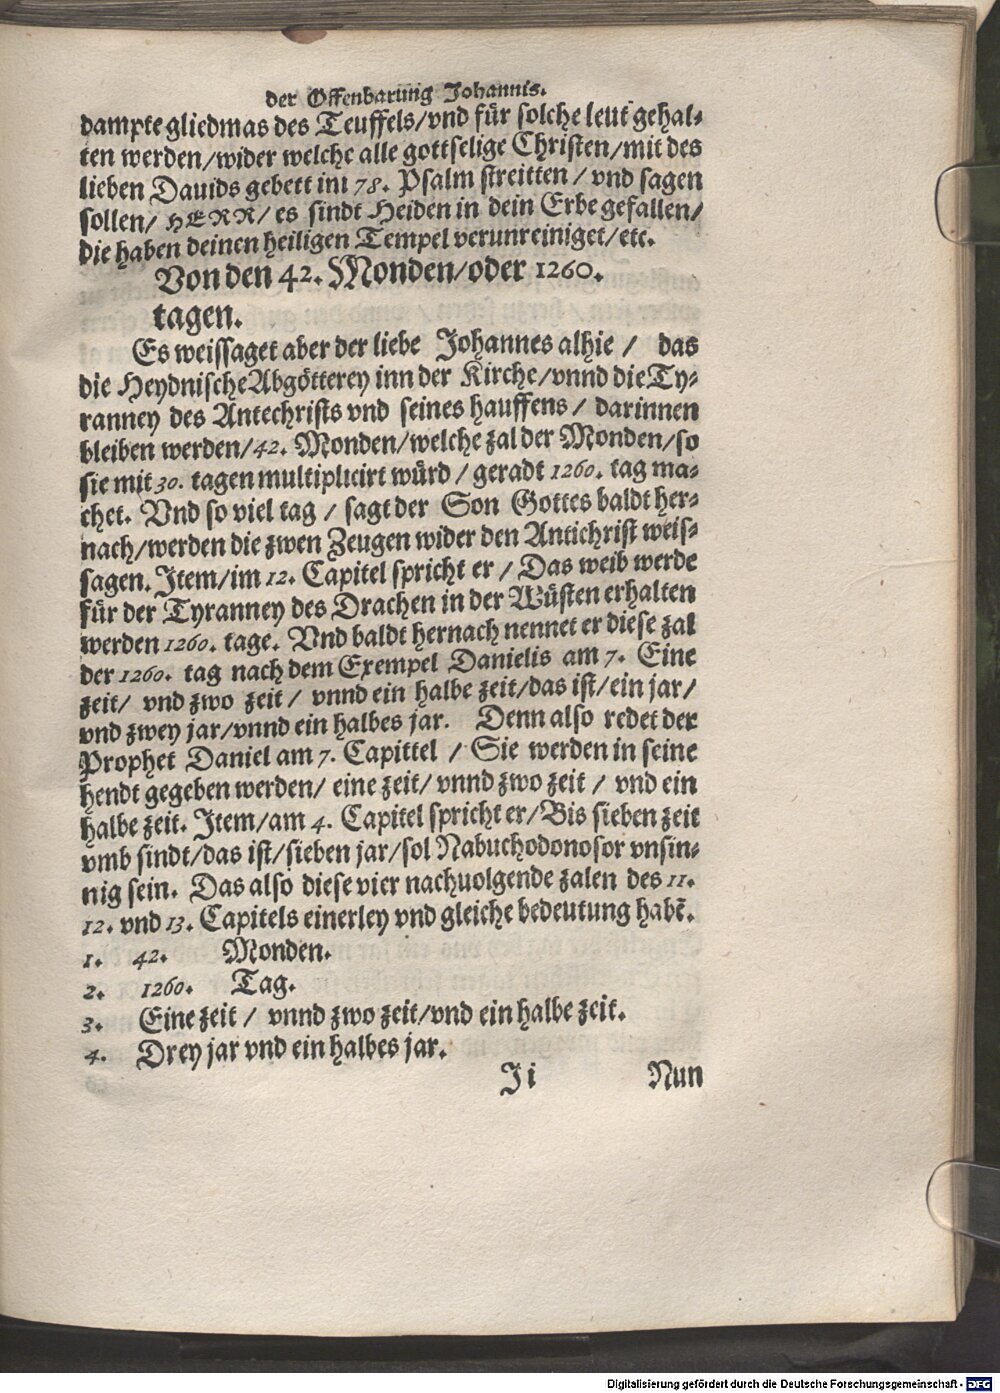 der Offenbarung Johannis.
dampte gliedmas des Teuffels/vnd für solche leut gehal-
ten werden/wider welche alle gottselige Christen/mit des
lieben Dauids gebett im 78. Psalm streitten / vnd sagen
sollen/ HERR/ es sindt Heiden in dein Erbe gefallen/
die haben deinen heiligen Tempel verunreiniget/etc.
Von den 42. Monden/oder 1260.
tagen.
Es weissaget aber der liebe Johannes alhie / das
die Heydnische Abgötterey inn der Kirche/vnnd die Ty-
ranney des Antechrists vnd seines hauffens / darinnen
bleiben werden/42. Monden/welche zal der Monden/so
sie mit 30. tagen multiplicirt würd / geradt 1260. tag ma-
chet. Vnd so viel tag / sagt der Son Gottes baldt her-
nach/werden die zwen Zeugen wider den Antichrist weis-
sagen. Item/im 12. Capitel spricht er / Das weib werde
für der Tyranney des Drachen in der Wüsten erhalten
werden 1260. tage. Vnd baldt hernach nennet er diese zal
der 1260. tag nach dem Exempel Danielis am 7. Eine
zeit/ vnd zwo zeit / vnnd ein halbe zeit/das ist/ein jar/
vnd zwey jar/vnnd ein halbes jar. Denn also redet der
Prophet Daniel am 7. Capittel / Sie werden in seine
hendt gegeben werden/ eine zeit/ vnnd zwo zeit / vnd ein
halbe zeit. Item/am 4. Capitel spricht er/Bis sieben zeit
vmb sindt/das ist/sieben jar/sol Nabuchodonosor vnsin-
nig sein. Das also diese vier nachuolgende zalen des 11.
12. vnd 13. Capitels einerley vnd gleiche bedeutung habē.
1. 42. Monden.
2. 1260. Tag.
3. Eine zeit / vnnd zwo zeit/vnd ein halbe zeit.
4. Drey jar vnd ein halbes jar.
Ji Nun
Digitalisierung gefördert durch die Deutsche Forschungsgemeinschaft - DFG